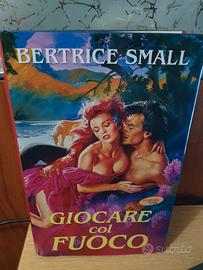 BERTRICE SMALL
GIOCARE
col
FUOCO
subito